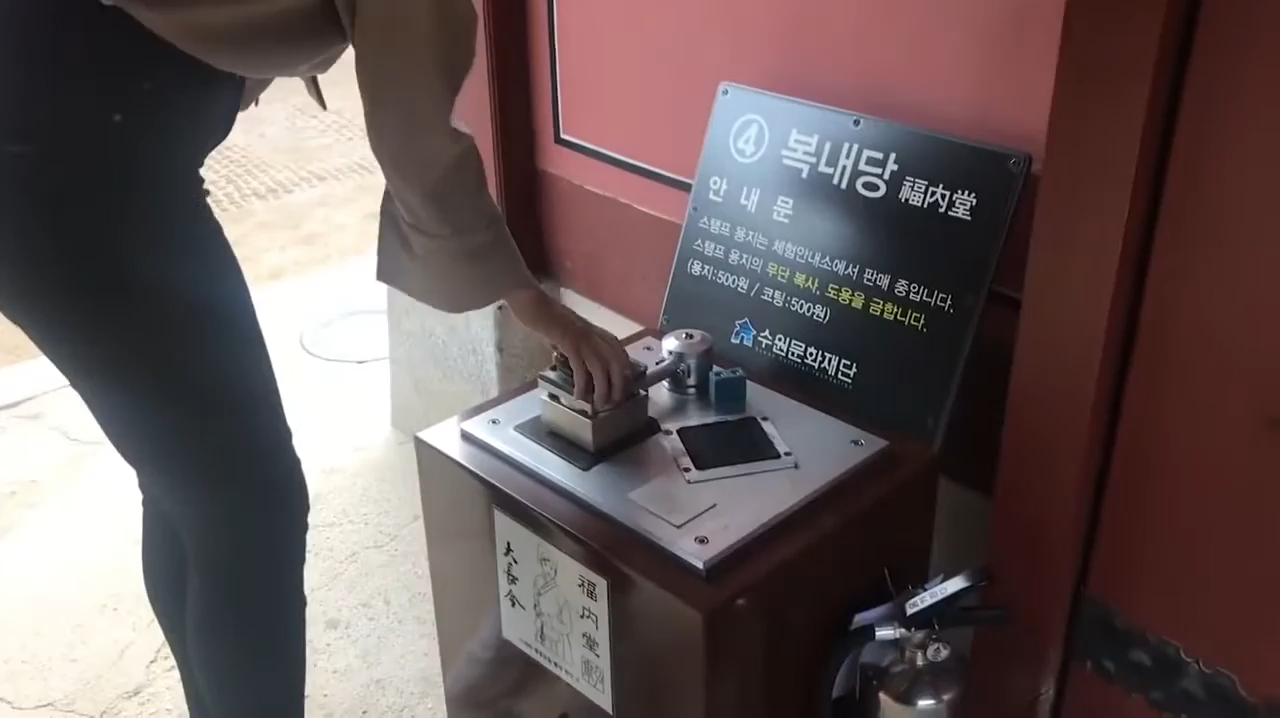 ④ 복내당 福內堂
안 내 문
스탬프 용지는 체험안내소에서 판매 중입니다.
스탬프 용지의 무단 복사, 도용을 금합니다.
(용지:500원 / 코팅:500원)
수원문화재단
大長今
福內堂